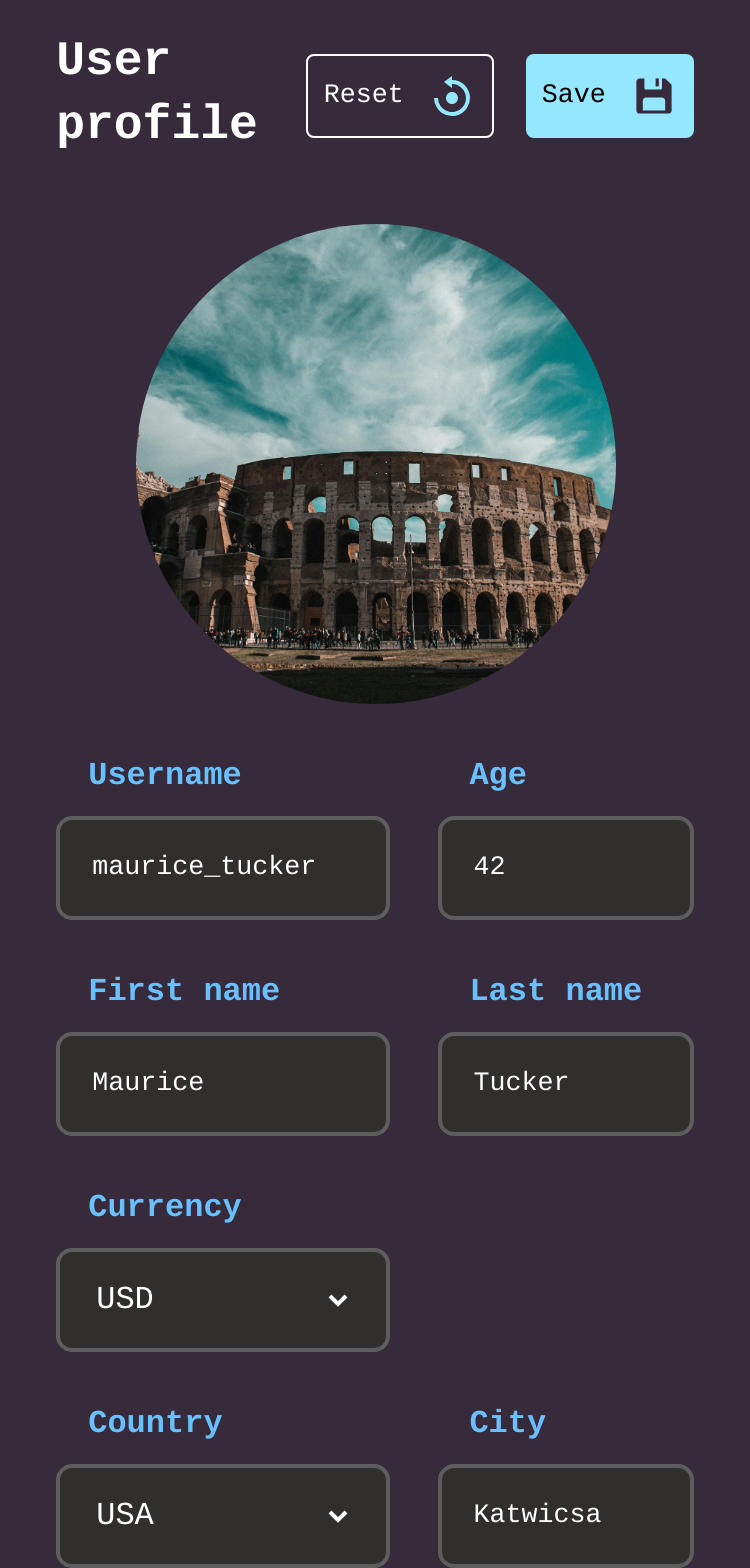 User
profile
Reset
Save
Username
Age
maurice_tucker
42
First name
Last name
Maurice
Tucker
Currency
USD
Country
City
USA
Katwicsa